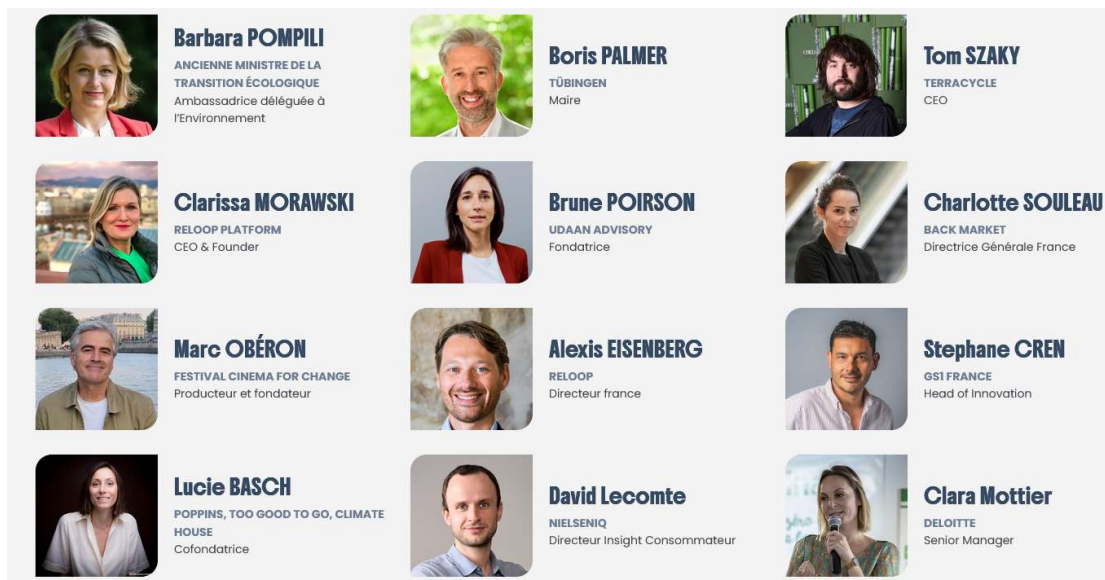 Barbara POMPILI
ANCIENNE MINISTRE DE LA
TRANSITION ÉCOLOGIQUE
Ambassadrice déléguée à
l'Environnement
Boris PALMER
TÜBINGEN
Maire
Tom SZAKY
TERRACYCLE
CEO
Clarissa MORAWSKI
RELOOP PLATFORM
CEO & Founder
Brune POIRSON
UDAAN ADVISORY
Fondatrice
Charlotte SOULEAU
BACK MARKET
Directrice Générale France
Marc OBÉRON
FESTIVAL CINEMA FOR CHANGE
Producteur et fondateur
Alexis EISENBERG
RELOOP
Directeur france
Stephane CREN
GS1 FRANCE
Head of Innovation
Lucie BASCH
POPPINS, TOO GOOD TO GO, CLIMATE
HOUSE
Cofondatrice
David Lecomte
NIELSENIQ
Directeur Insight Consommateur
Clara Mottier
DELOITTE
Senior Manager